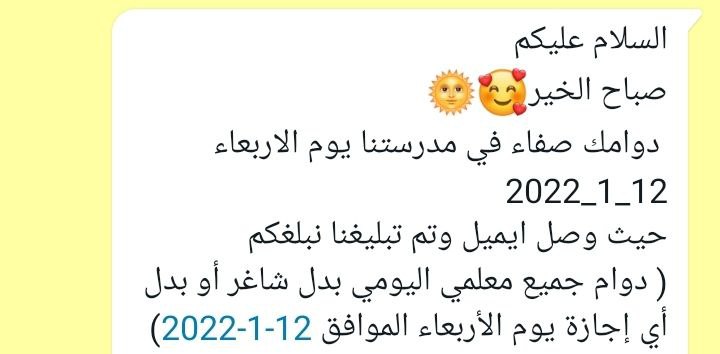 السلام عليكم
صباح الخير🥰🌞
دوامك صفاء في مدرستنا يوم الاربعاء
12_1_2022
حيث وصل ايميل وتم تبليغنا نبلغكم
( دوام جميع معلمي اليومي بدل شاغر أو بدل
أي إجازة يوم الأربعاء الموافق 12-1-2022)